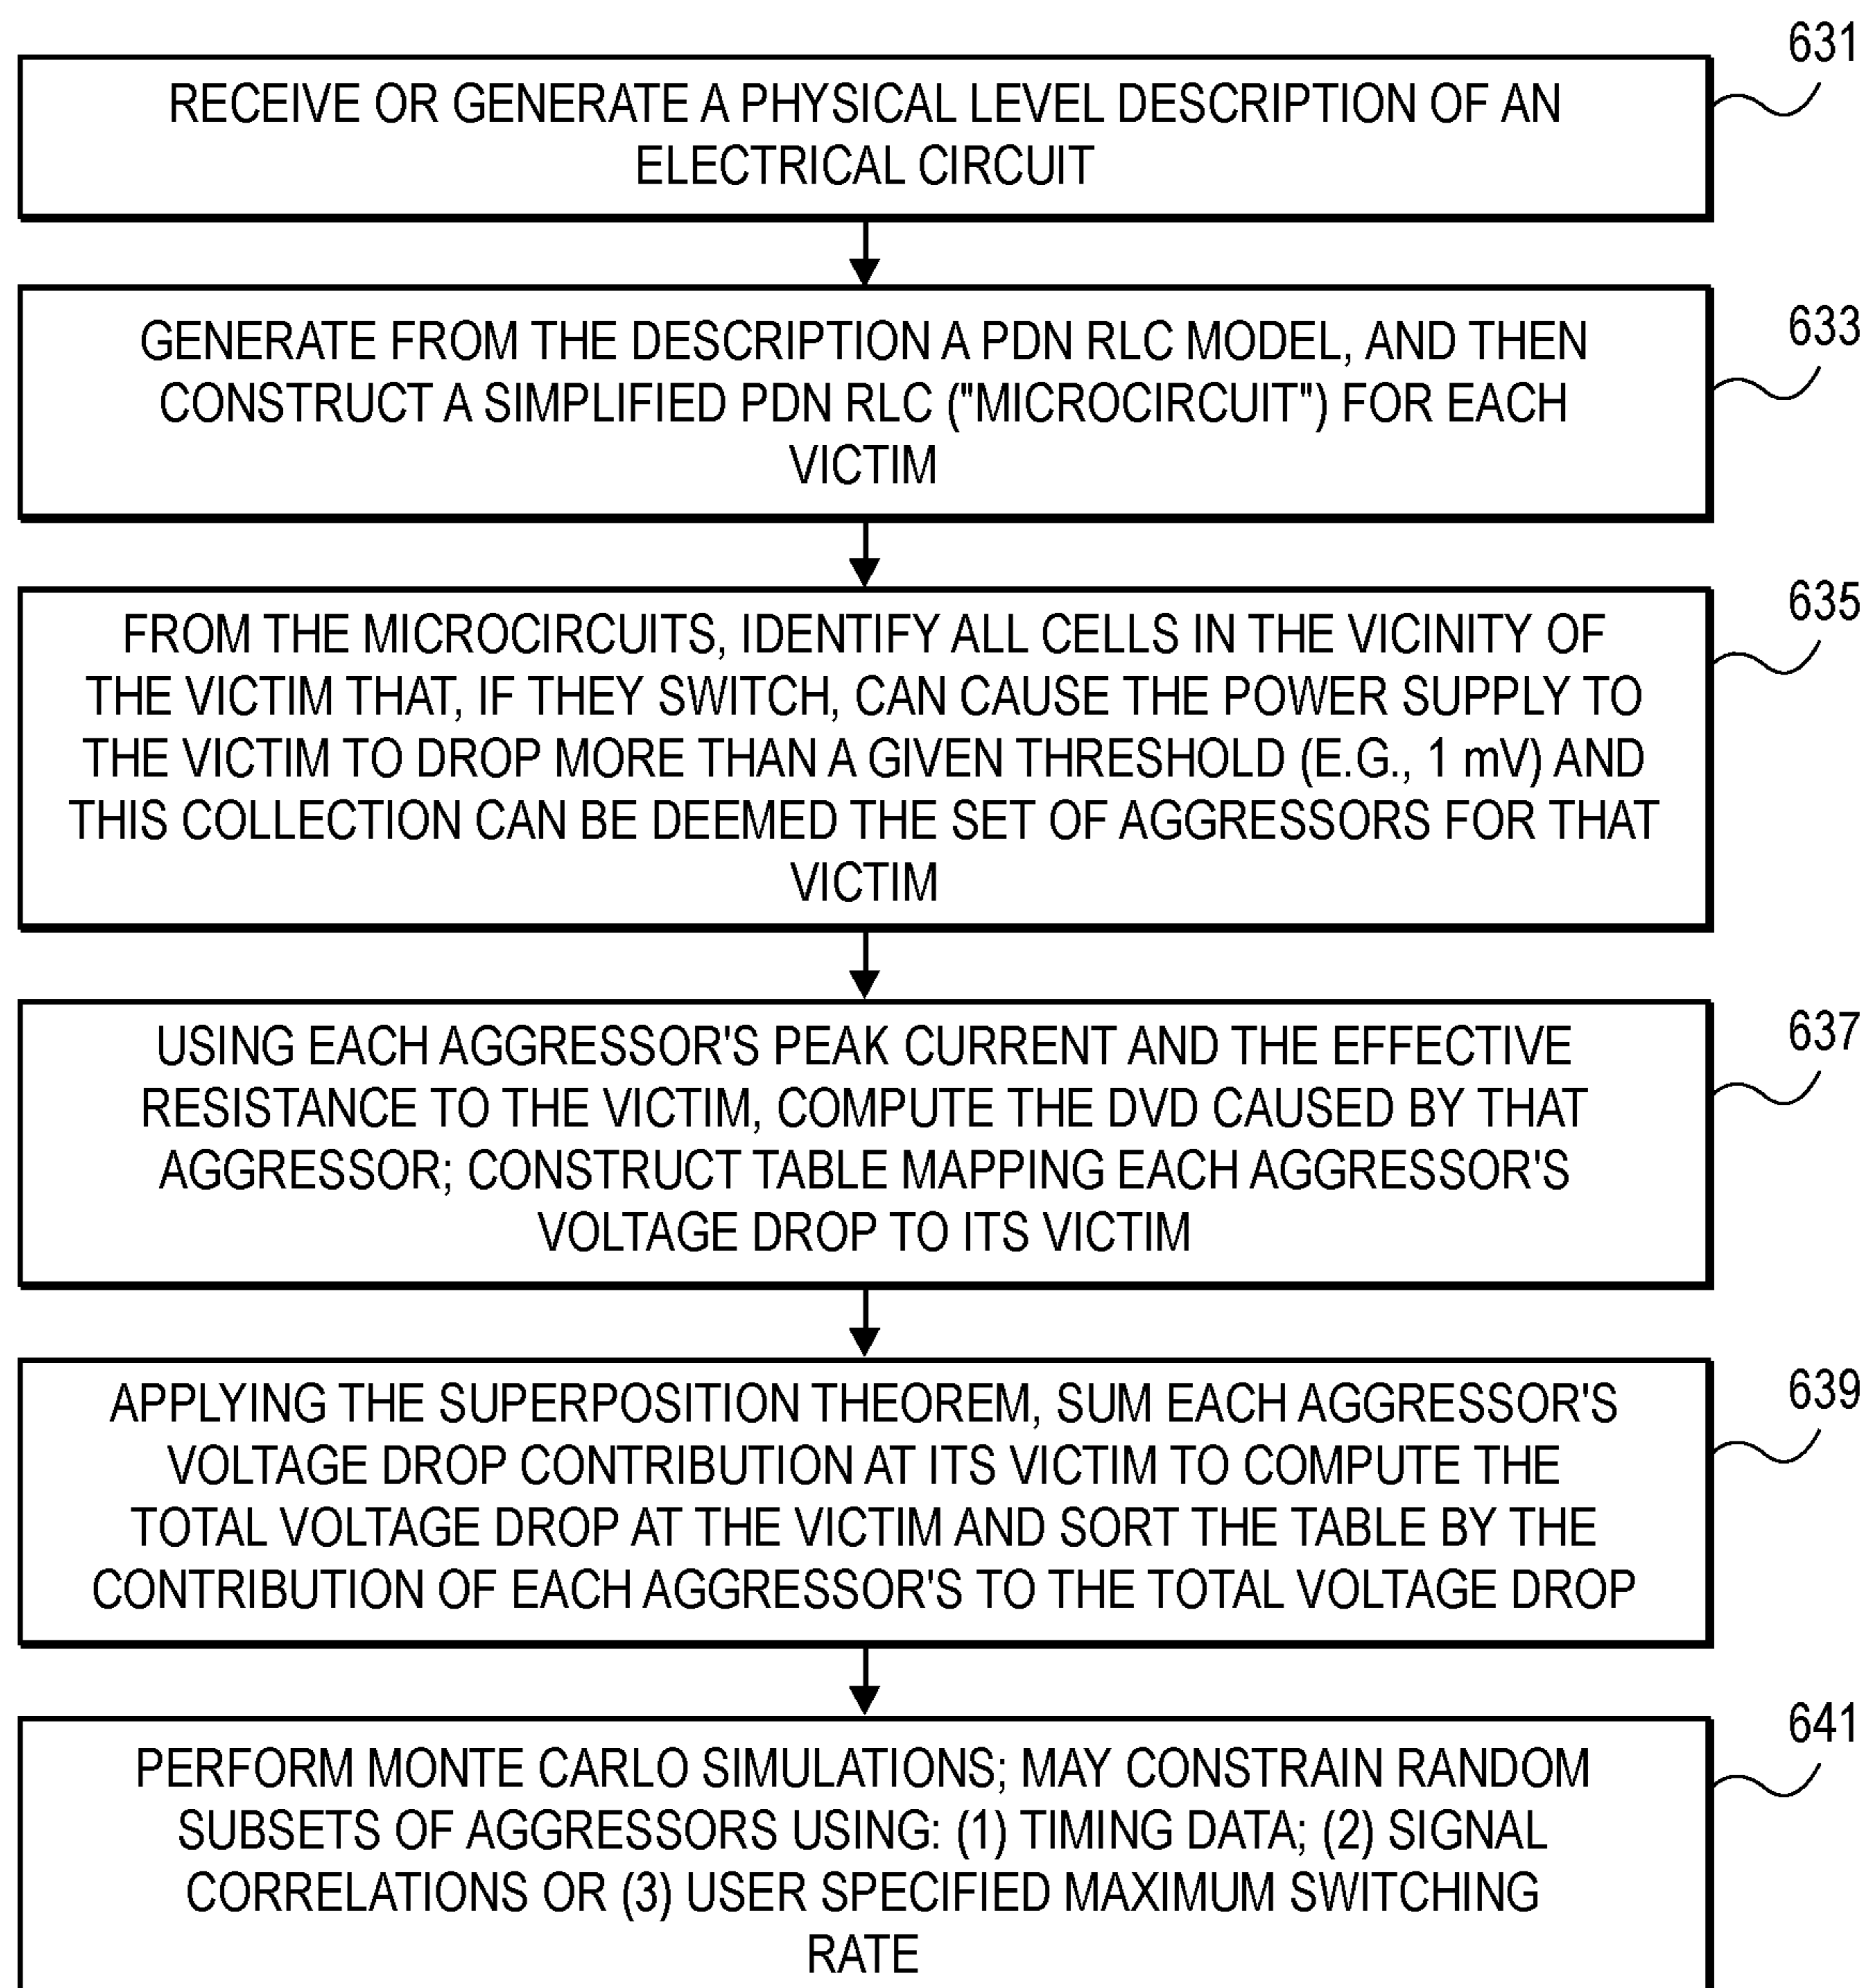 631
RECEIVE OR GENERATE A PHYSICAL LEVEL DESCRIPTION OF AN
ELECTRICAL CIRCUIT
633
GENERATE FROM THE DESCRIPTION A PDN RLC MODEL, AND THEN
CONSTRUCT A SIMPLIFIED PDN RLC ("MICROCIRCUIT") FOR EACH
VICTIM
635
FROM THE MICROCIRCUITS, IDENTIFY ALL CELLS IN THE VICINITY OF
THE VICTIM THAT, IF THEY SWITCH, CAN CAUSE THE POWER SUPPLY TO
THE VICTIM TO DROP MORE THAN A GIVEN THRESHOLD (E.G., 1 mV) AND
THIS COLLECTION CAN BE DEEMED THE SET OF AGGRESSORS FOR THAT
VICTIM
637
USING EACH AGGRESSOR'S PEAK CURRENT AND THE EFFECTIVE
RESISTANCE TO THE VICTIM, COMPUTE THE DVD CAUSED BY THAT
AGGRESSOR; CONSTRUCT TABLE MAPPING EACH AGGRESSOR'S
VOLTAGE DROP TO ITS VICTIM
639
APPLYING THE SUPERPOSITION THEOREM, SUM EACH AGGRESSOR'S
VOLTAGE DROP CONTRIBUTION AT ITS VICTIM TO COMPUTE THE
TOTAL VOLTAGE DROP AT THE VICTIM AND SORT THE TABLE BY THE
CONTRIBUTION OF EACH AGGRESSOR'S TO THE TOTAL VOLTAGE DROP
641
PERFORM MONTE CARLO SIMULATIONS; MAY CONSTRAIN RANDOM
SUBSETS OF AGGRESSORS USING: (1) TIMING DATA; (2) SIGNAL
CORRELATIONS OR (3) USER SPECIFIED MAXIMUM SWITCHING
RATE